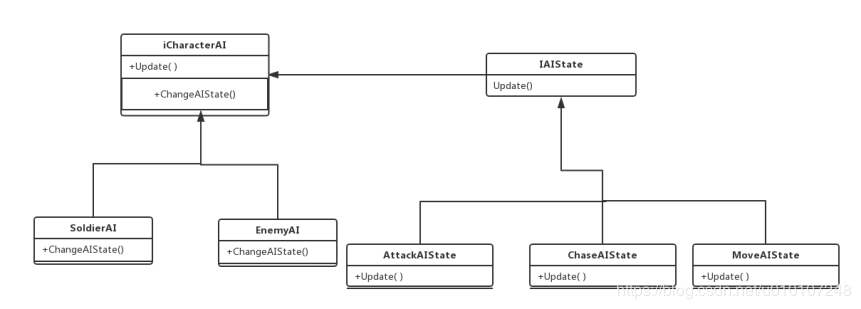 iCharacterAI
+Update( )
+ChangeAIState()
IAIState
Update()
SoldierAI
+ChangeAIState()
EnemyAI
+ChangeAIState()
AttackAIState
+Update( )
ChaseAIState
+Update( )
MoveAIState
+Update( )
https://blog.csdn.net/u010167248